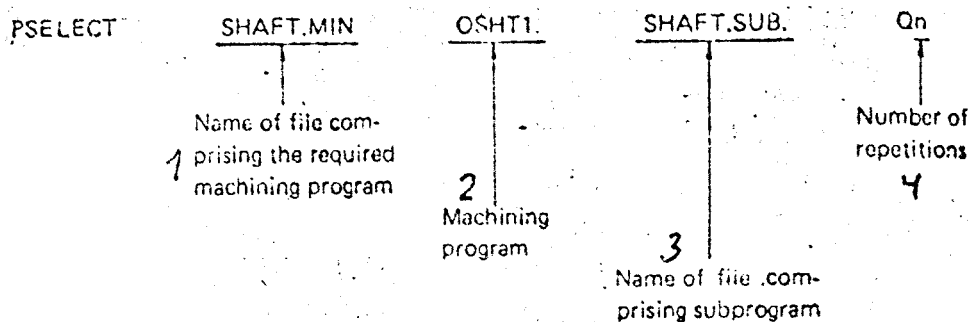 PSELECT SHAFT.MIN OSHT1. SHAFT.SUB. Qn
Name of file com-
prising the required
machining program
1
Machining
program
2
Name of file .com-
prising subprogram
3
Number of
repetitions
4